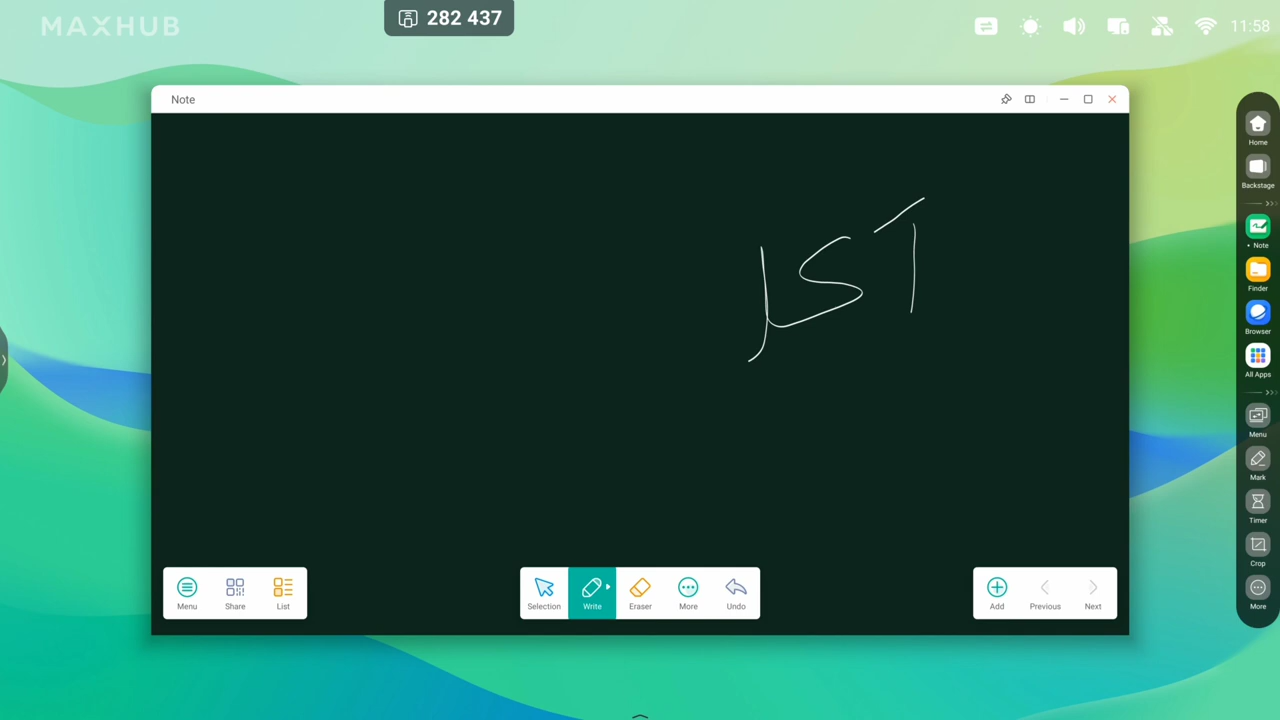 MAXHUB
282 437
11:58
Note
JST
Home
Backstage
Note
Finder
Browser
All Apps
Menu
Mark
Timer
Crop
More
Menu
Share
List
Selection
Write
Eraser
More
Undo
Add
Previous
Next